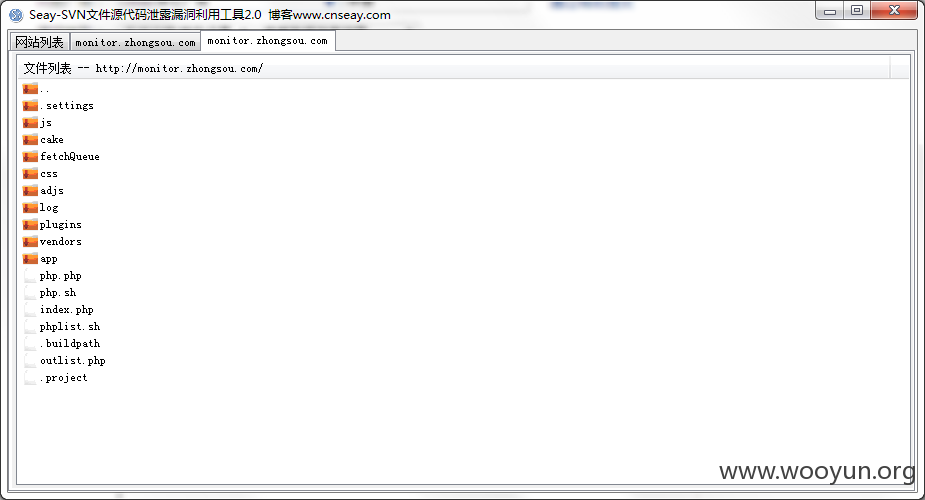 Seay-SVN文件源代码泄露漏洞利用工具2.0 博客www.cnseay.com
网站列表 monitor.zhongsou.com monitor.zhongsou.com
文件列表 -- http://monitor.zhongsou.com/
..
.settings
js
cake
fetchQueue
css
adjs
log
plugins
vendors
app
php.php
php.sh
index.php
phplist.sh
.buildpath
outlist.php
.project
www.wooyun.org